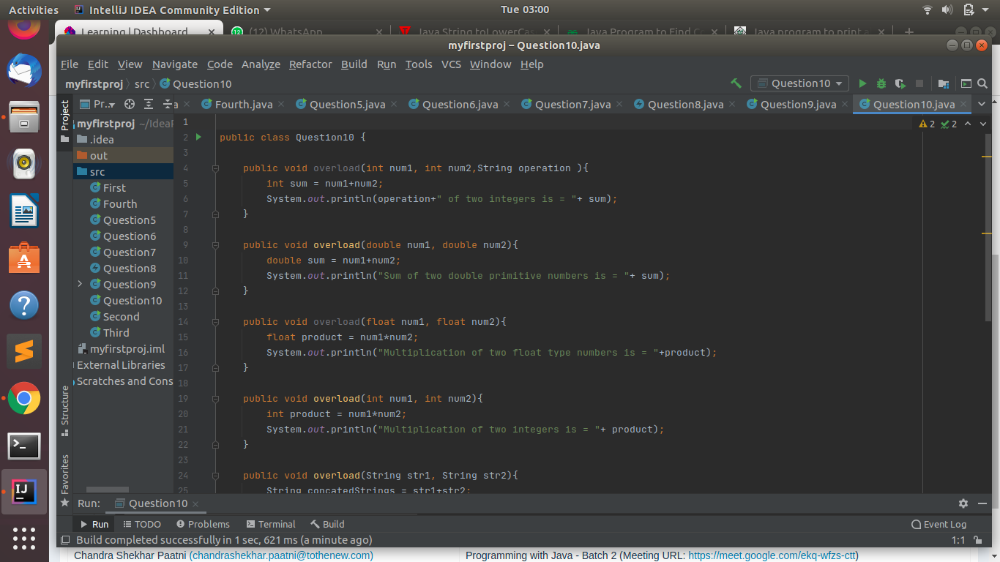 Activities IntelliJ IDEA Community Edition Tue 03:00
Learning | Dashboard (12) WhatsApp Java String toLowerCas Java Program to Find C Java program to print a
myfirstproj – Question10.java
File Edit View Navigate Code Analyze Refactor Build Run Tools VCS Window Help
myfirstproj src Question10 Question10
Project Pr.. a Fourth.java Question5.java Question6.java Question7.java Question8.java Question9.java Question10.java
myfirstproj ~/IdeaP
.idea
out
src
First
Fourth
Question5
Question6
Question7
Question8
Question9
Question10
Second
Third
myfirstproj.iml
External Libraries
Scratches and Cons
Structure
Favorites
2 2
1
2 public class Question10 {
3
4 public void overload(int num1, int num2,String operation ){
5 int sum = num1+num2;
6 System.out.println(operation+" of two integers is = "+ sum);
7 }
8
9 public void overload(double num1, double num2){
10 double sum = num1+num2;
11 System.out.println("Sum of two double primitive numbers is = "+ sum);
12 }
13
14 public void overload(float num1, float num2){
15 float product = num1*num2;
16 System.out.println("Multiplication of two float type numbers is = "+product);
17 }
18
19 public void overload(int num1, int num2){
20 int product = num1*num2;
21 System.out.println("Multiplication of two integers is = "+ product);
22 }
23
24 public void overload(String str1, String str2){
25 String concatedStrings = str1+str2;
Run: Question10
Run TODO Problems Terminal Build Event Log
Build completed successfully in 1 sec, 621 ms (a minute ago) 1:1
Chandra Shekhar Paatni (chandrashekhar.paatni@tothenew.com) Programming with Java - Batch 2 (Meeting URL: https://meet.google.com/ekq-wfzs-ctt)